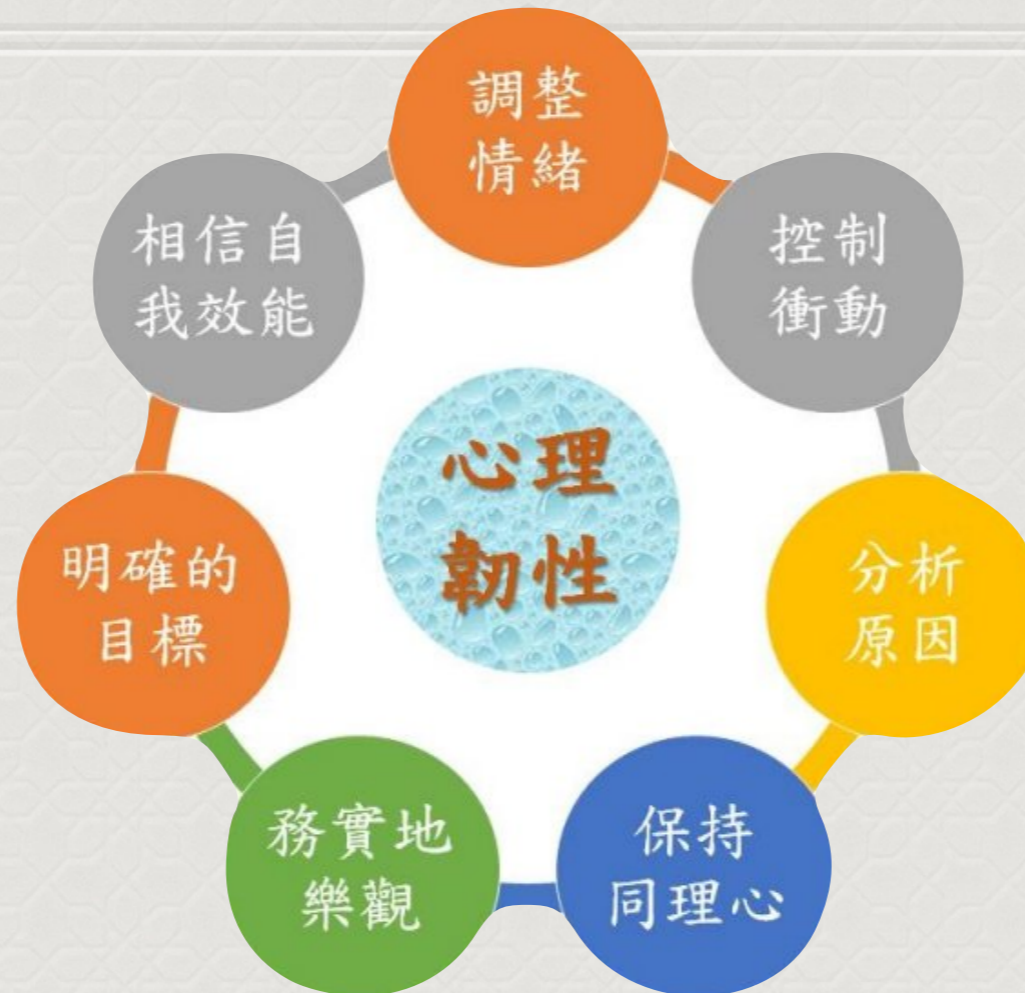 調整
情緒
控制
衝動
分析
原因
保持
同理心
務實地
樂觀
明確的
目標
相信自
我效能
心理
韌性